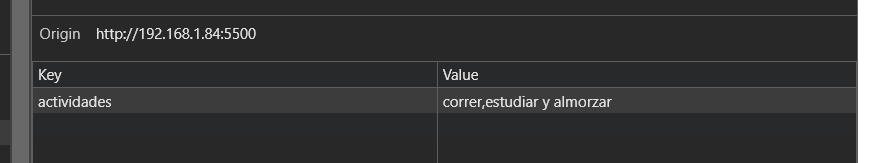 Origin http://192.168.1.84:5500
Key Value
actividades correr,estudiar y almorzar